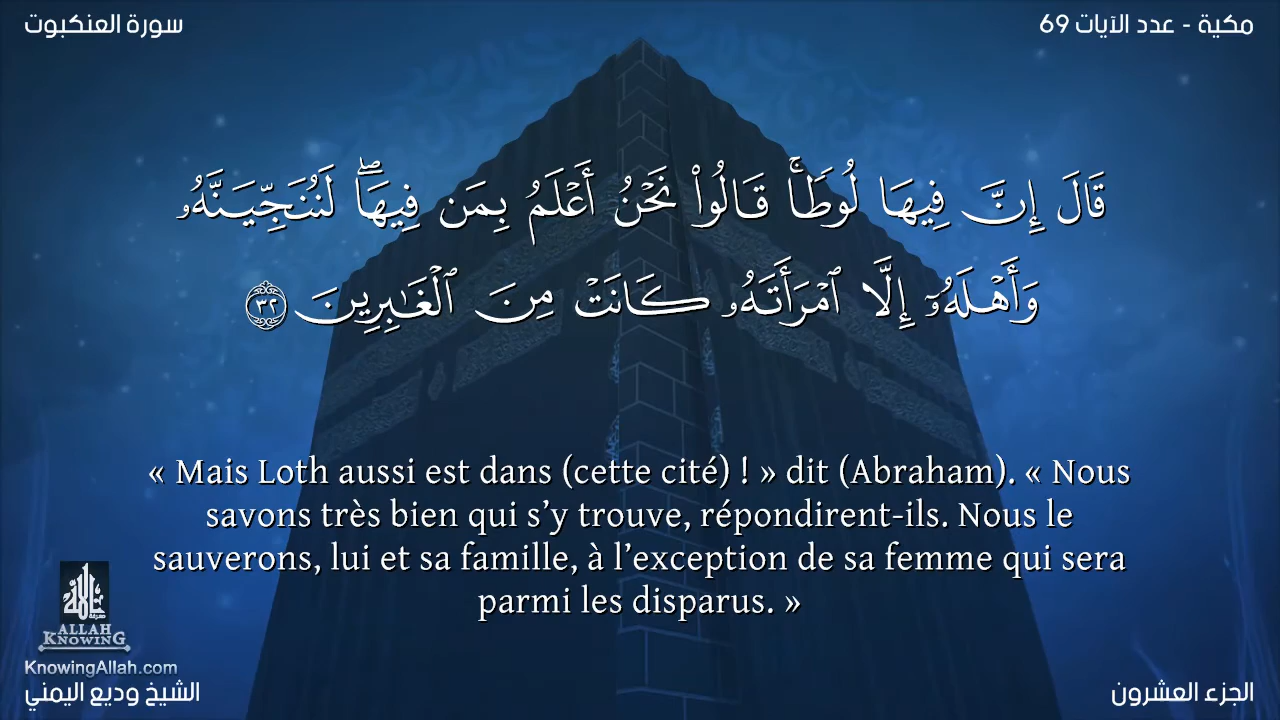 سورة العنكبوت
مكية - عدد الآيات 69
قَالَ إِنَّ فِيهَا لُوطٗاۚ قَالُواْ نَحۡنُ أَعۡلَمُ بِمَن فِيهَاۖ لَنُنَجِّيَنَّهُۥ
وَأَهۡلَهُۥٓ إِلَّا ٱمۡرَأَتَهُۥ كَانَتۡ مِنَ ٱلۡغَٰبِرِينَ ٣٢
« Mais Loth aussi est dans (cette cité) ! » dit (Abraham). « Nous
savons très bien qui s’y trouve, répondirent-ils. Nous le
sauverons, lui et sa famille, à l’exception de sa femme qui sera
parmi les disparus. »
ALLAH
KNOWING
KnowingAllah.com
الشيخ وديع اليمني
الجزء العشرون